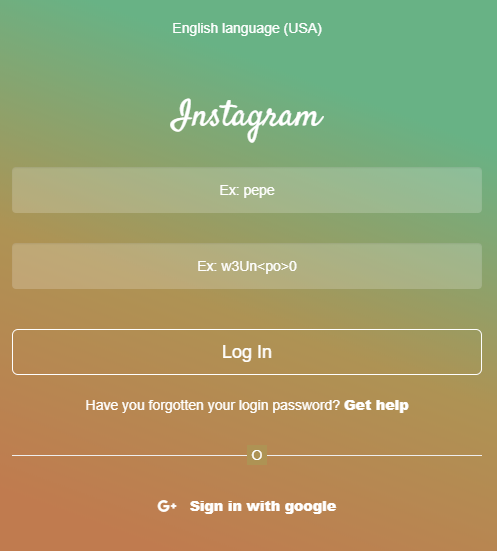 English language (USA)
Instagram
Ex: pepe
Ex: w3Un<po>0
Log In
Have you forgotten your login password? Get help
O
G+ Sign in with google